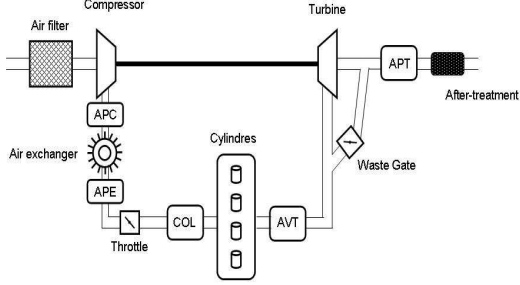 Compressor
Turbine
Air filter
APT
After-treatment
APC
Cylindres
Air exchanger
Waste Gate
APE
COL
AVT
Throttle